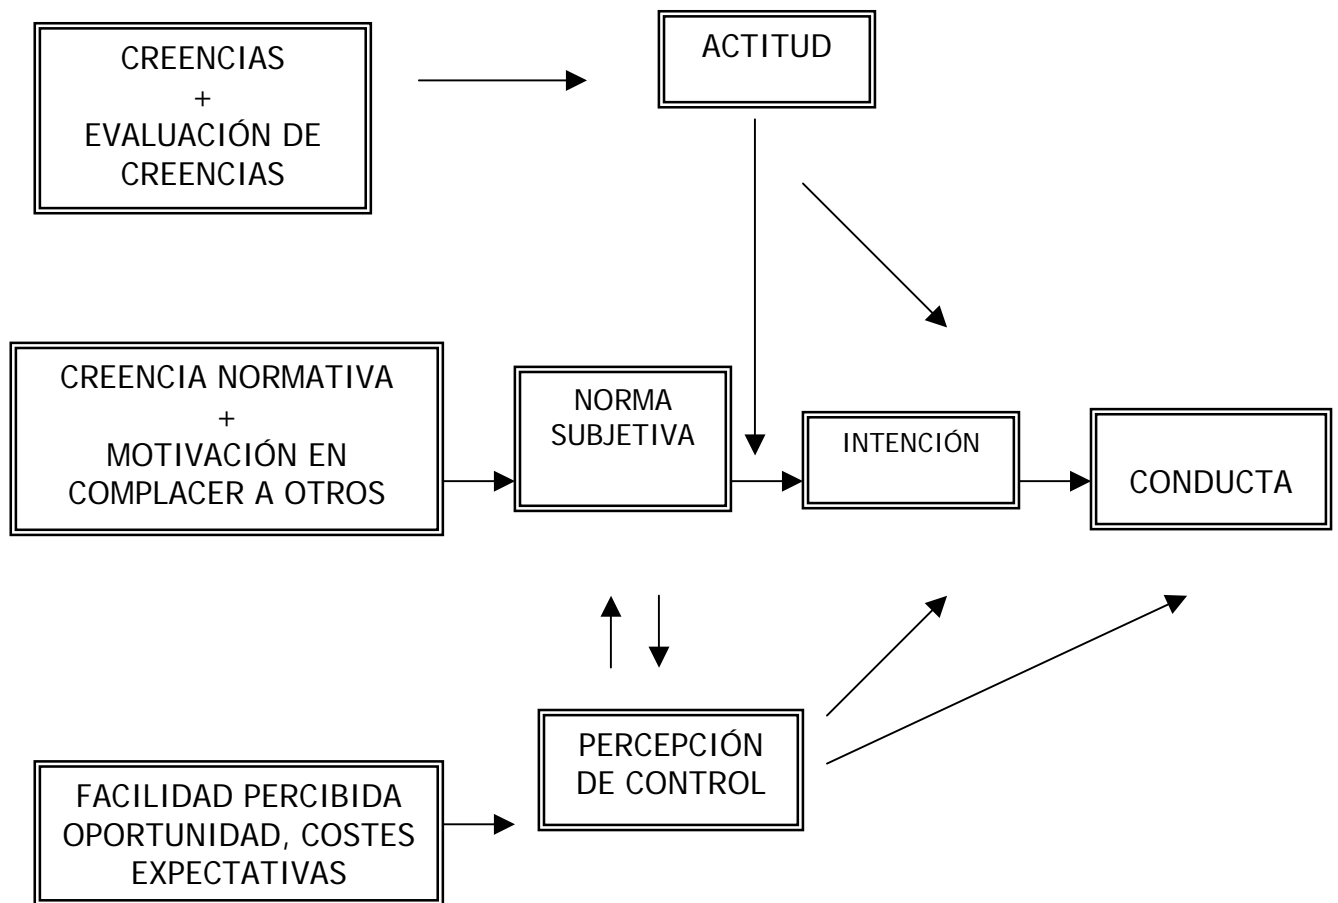 CREENCIAS
+
EVALUACIÓN DE
CREENCIAS
ACTITUD
CREENCIA NORMATIVA
+
MOTIVACIÓN EN
COMPLACER A OTROS
NORMA
SUBJETIVA
INTENCIÓN
CONDUCTA
FACILIDAD PERCIBIDA
OPORTUNIDAD, COSTES
EXPECTATIVAS
PERCEPCIÓN
DE CONTROL